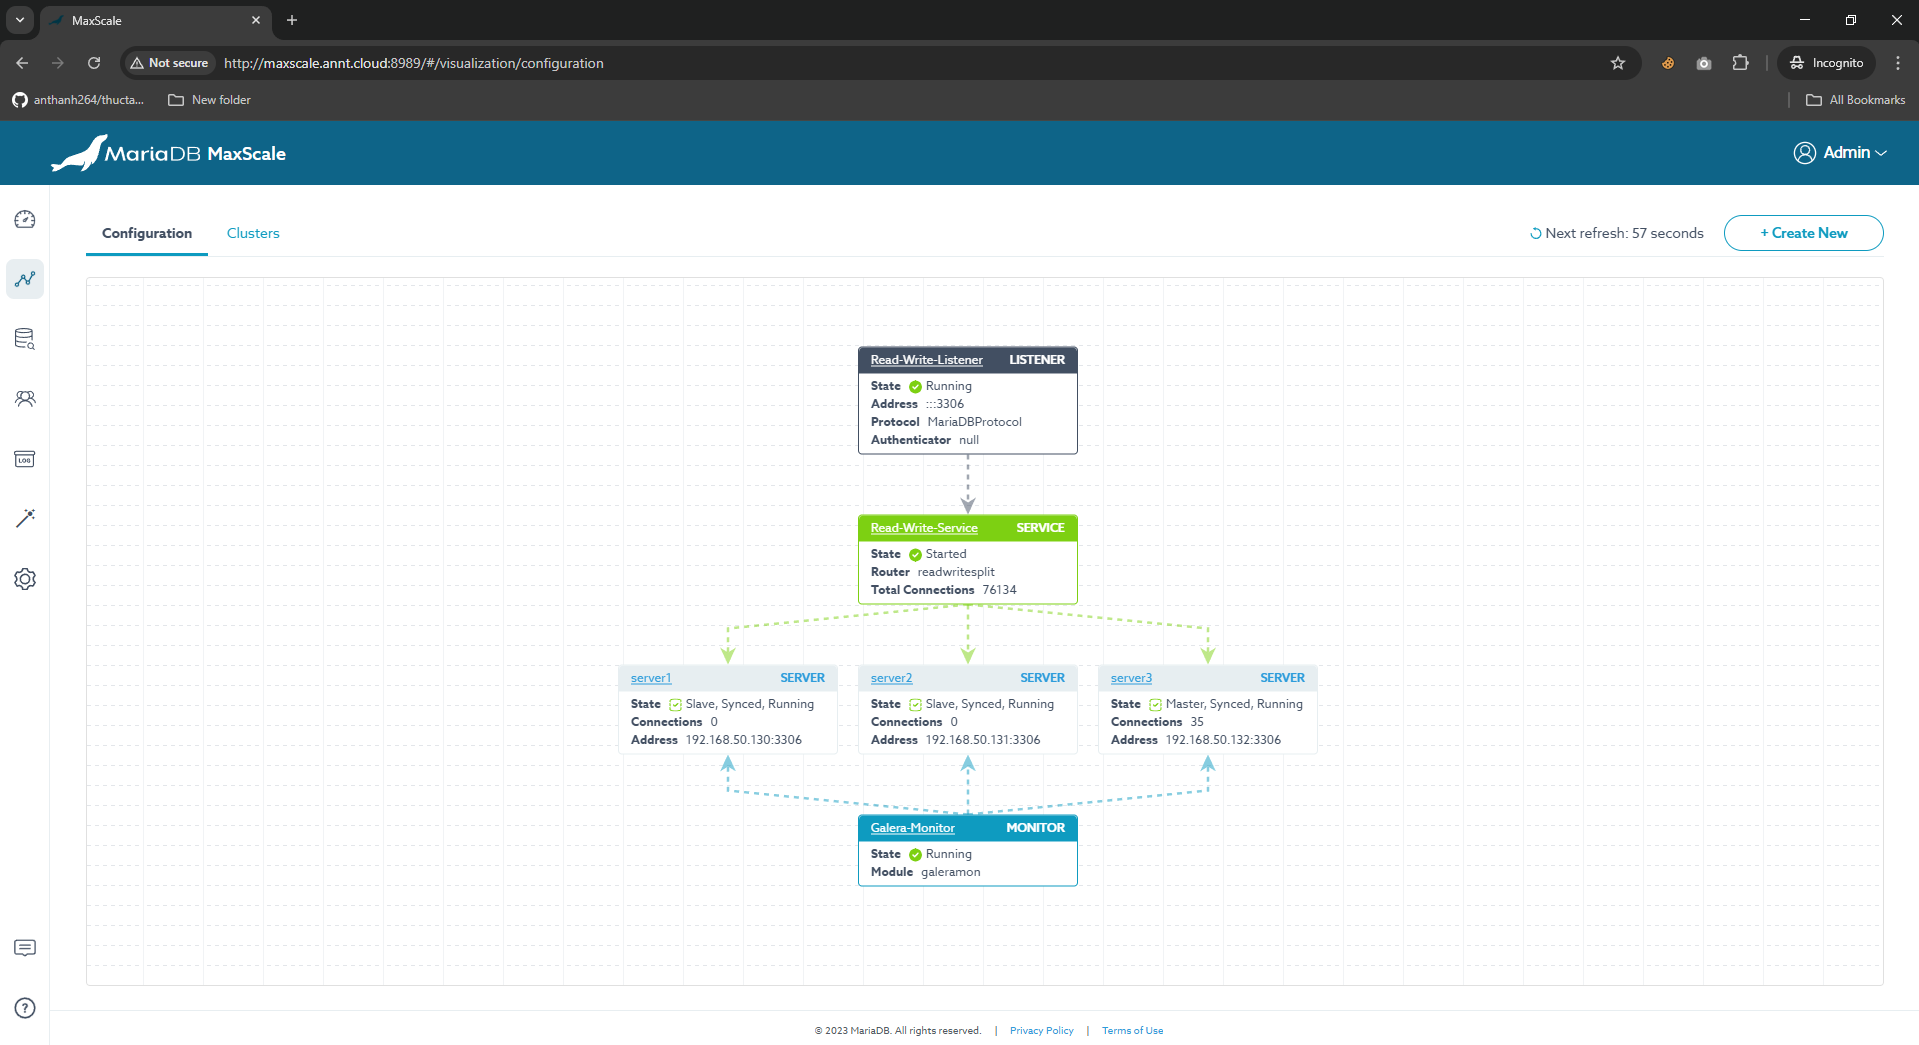 MaxScale
Not secure
http://maxscale.annt.cloud:8989/#/visualization/configuration
Incognito
anthanh264/thucta...
New folder
All Bookmarks
MariaDB MaxScale
Admin
Configuration
Clusters
Next refresh: 57 seconds
+ Create New
Read-Write-Listener LISTENER
State Running
Address :::3306
Protocol MariaDBProtocol
Authenticator null
Read-Write-Service SERVICE
State Started
Router readwritesplit
Total Connections 76134
server1 SERVER
State Slave, Synced, Running
Connections 0
Address 192.168.50.130:3306
server2 SERVER
State Slave, Synced, Running
Connections 0
Address 192.168.50.131:3306
server3 SERVER
State Master, Synced, Running
Connections 35
Address 192.168.50.132:3306
Galera-Monitor MONITOR
State Running
Module galeramon
LOG
© 2023 MariaDB. All rights reserved. | Privacy Policy | Terms of Use